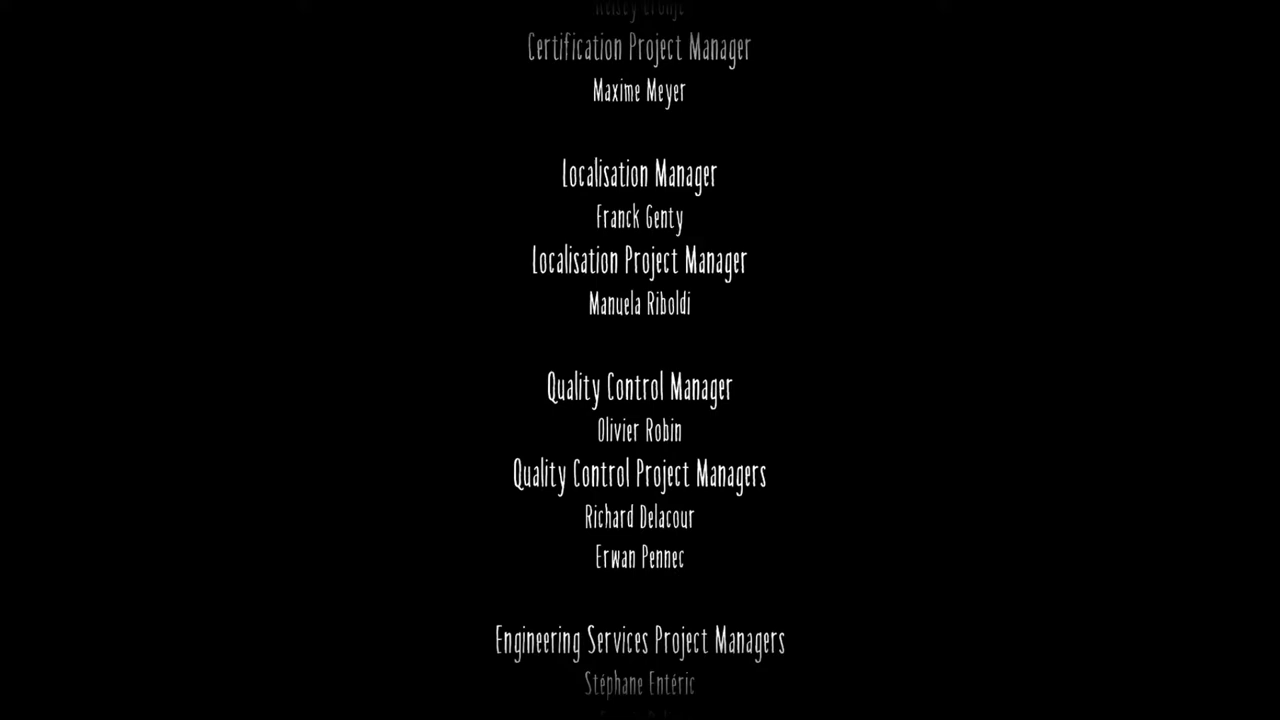 Certification Project Manager
Maxime Meyer
Localisation Manager
Franck Genty
Localisation Project Manager
Manuela Riboldi
Quality Control Manager
Olivier Robin
Quality Control Project Managers
Richard Delacour
Erwan Pennec
Engineering Services Project Managers
Stéphane Entéric